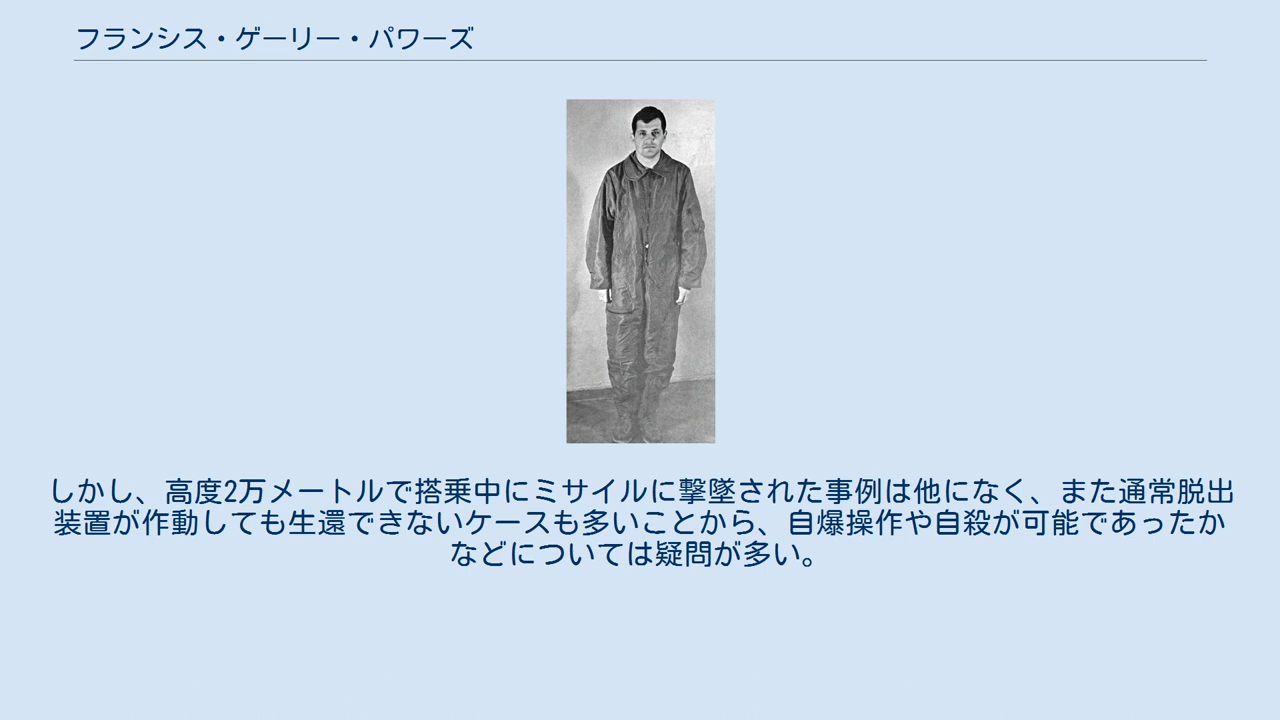 フランシス・ゲーリー・パワーズ
しかし、高度2万メートルで搭乗中にミサイルに撃墜された事例は他になく、また通常脱出
装置が作動しても生還できないケースも多いことから、自爆操作や自殺が可能であったか
などについては疑問が多い。